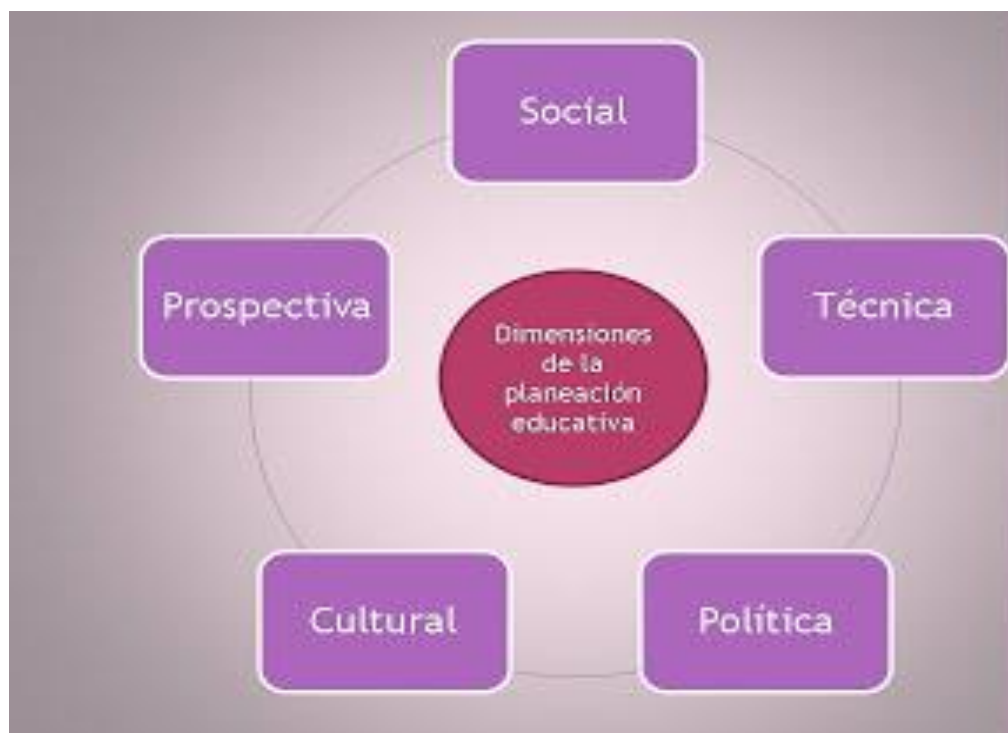 Social
Prospectiva
Técnica
Dimensiones
de la
planeación
educativa
Cultural
Política